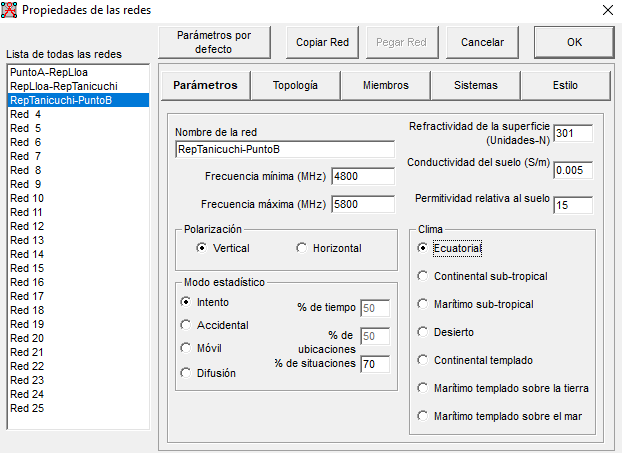 Propiedades de las redes
Lista de todas las redes
PuntoA-RepLloa
RepLloa-RepTanicuchi
RepTanicuchi-PuntoB
Red 4
Red 5
Red 6
Red 7
Red 8
Red 9
Red 10
Red 11
Red 12
Red 13
Red 14
Red 15
Red 16
Red 17
Red 18
Red 19
Red 20
Red 21
Red 22
Red 23
Red 24
Red 25
Parámetros por
defecto
Copiar Red
Pegar Red
Cancelar
OK
Parámetros
Topología
Miembros
Sistemas
Estilo
Nombre de la red
RepTanicuchi-PuntoB
Frecuencia mínima (MHz) 4800
Frecuencia máxima (MHz) 5800
Polarización
Vertical
Horizontal
Modo estadístico
Intento
Accidental
Móvil
Difusión
% de tiempo 50
% de
ubicaciones 50
% de situaciones 70
Refractividad de la superficie
(Unidades-N) 301
Conductividad del suelo (S/m) 0.005
Permitividad relativa al suelo 15
Clima
Ecuatorial
Continental sub-tropical
Marítimo sub-tropical
Desierto
Continental templado
Marítimo templado sobre la tierra
Marítimo templado sobre el mar